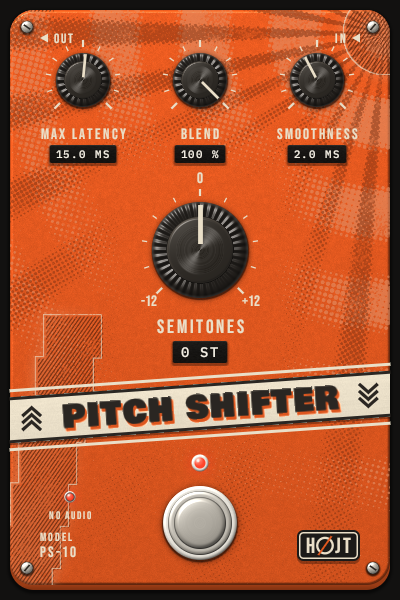 OUT
IN
MAX LATENCY
BLEND
SMOOTHNESS
15.0 MS
100 %
2.0 MS
0
-12
+12
SEMITONES
0 ST
PITCH SHIFTER
NO AUDIO
MODEL
PS-10
HØJT